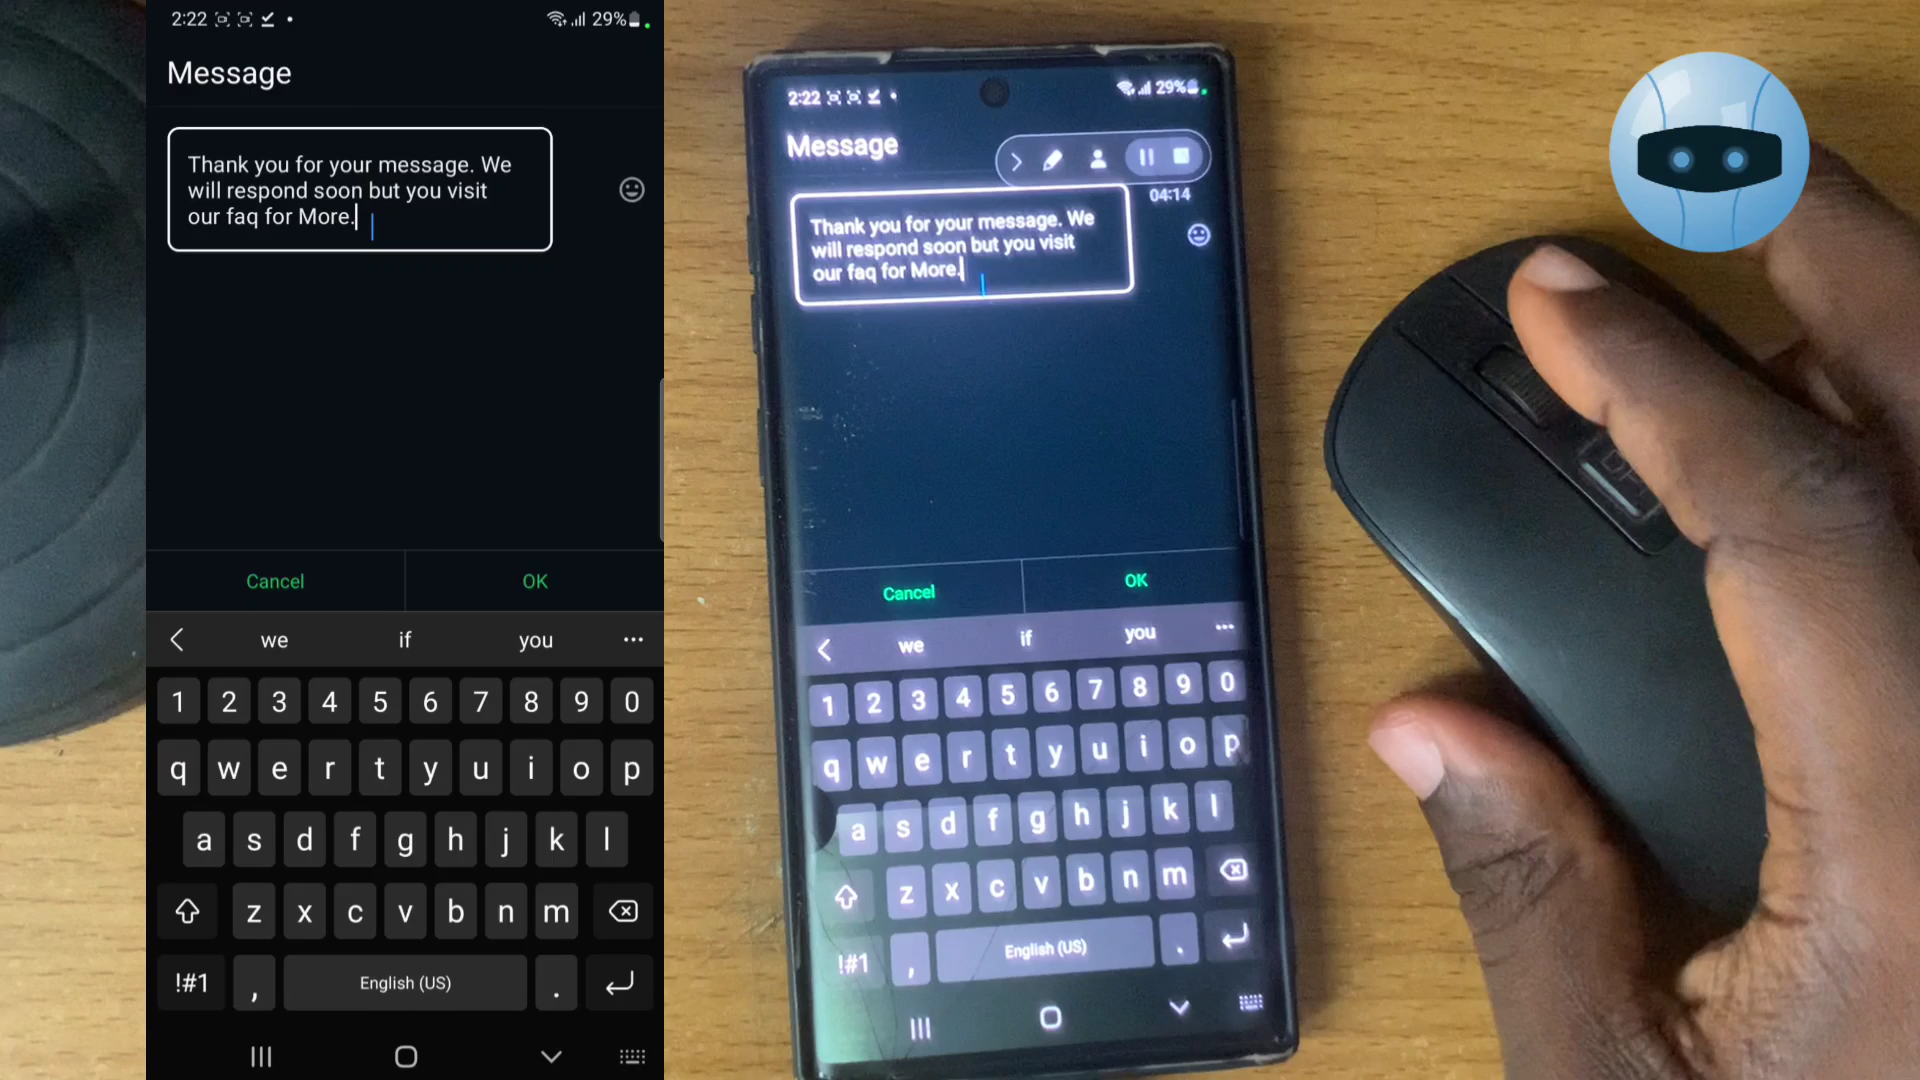 2:22
29%
Message
Thank you for your message. We
will respond soon but you visit
our faq for More.
Cancel
OK
we
if
you
1 2 3 4 5 6 7 8 9 0
q w e r t y u i o p
a s d f g h j k l
z x c v b n m
!#1
,
English (US)
.
2:22
29%
Message
04:14
Thank you for your message. We
will respond soon but you visit
our faq for More.
Cancel
OK
we
if
you
1 2 3 4 5 6 7 8 9 0
q w e r t y u i o p
a s d f g h j k l
z x c v b n m
!#1
,
English (US)
.